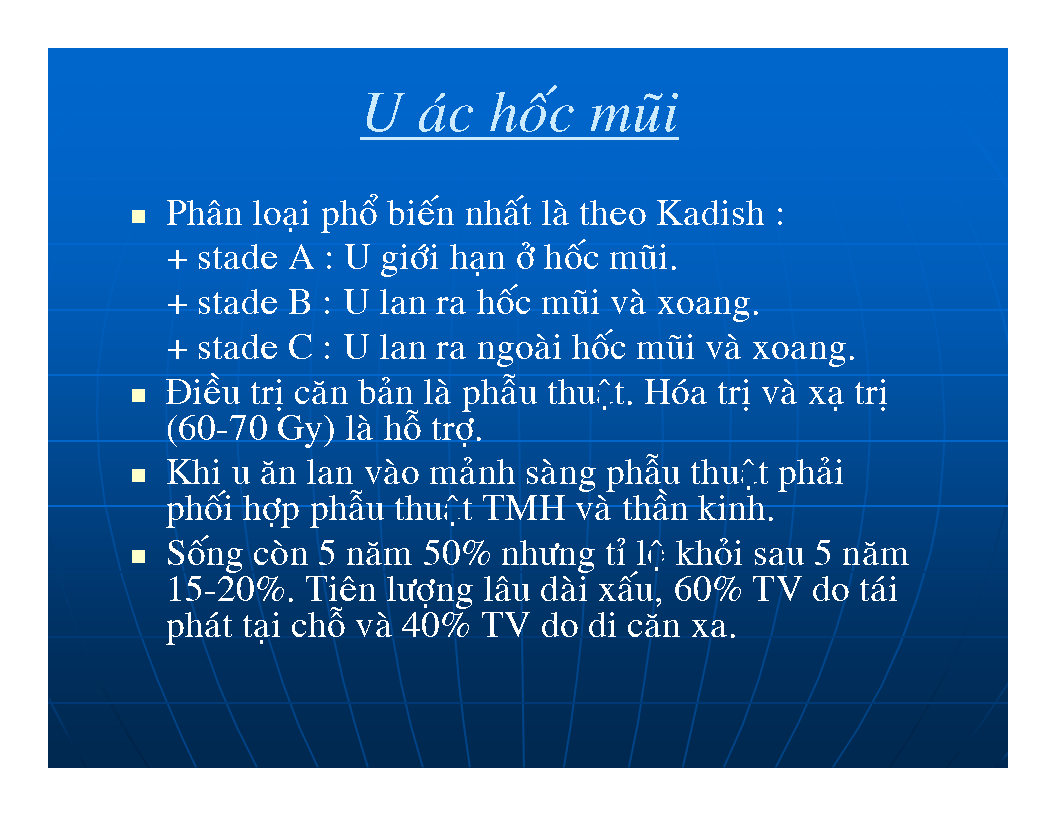 U ác hốc mũi
Phân loại phổ biến nhất là theo Kadish :
+ stade A : U giới hạn ở hốc mũi.
+ stade B : U lan ra hốc mũi và xoang.
+ stade C : U lan ra ngoài hốc mũi và xoang.
Điều trị căn bản là phẫu thuật. Hóa trị và xạ trị
(60-70 Gy) là hỗ trợ.
Khi u ăn lan vào mảnh sàng phẫu thuật phải
phối hợp phẫu thuật TMH và thần kinh.
Sống còn 5 năm 50% nhưng tỉ lệ khỏi sau 5 năm
15-20%. Tiên lượng lâu dài xấu, 60% TV do tái
phát tại chỗ và 40% TV do di căn xa.